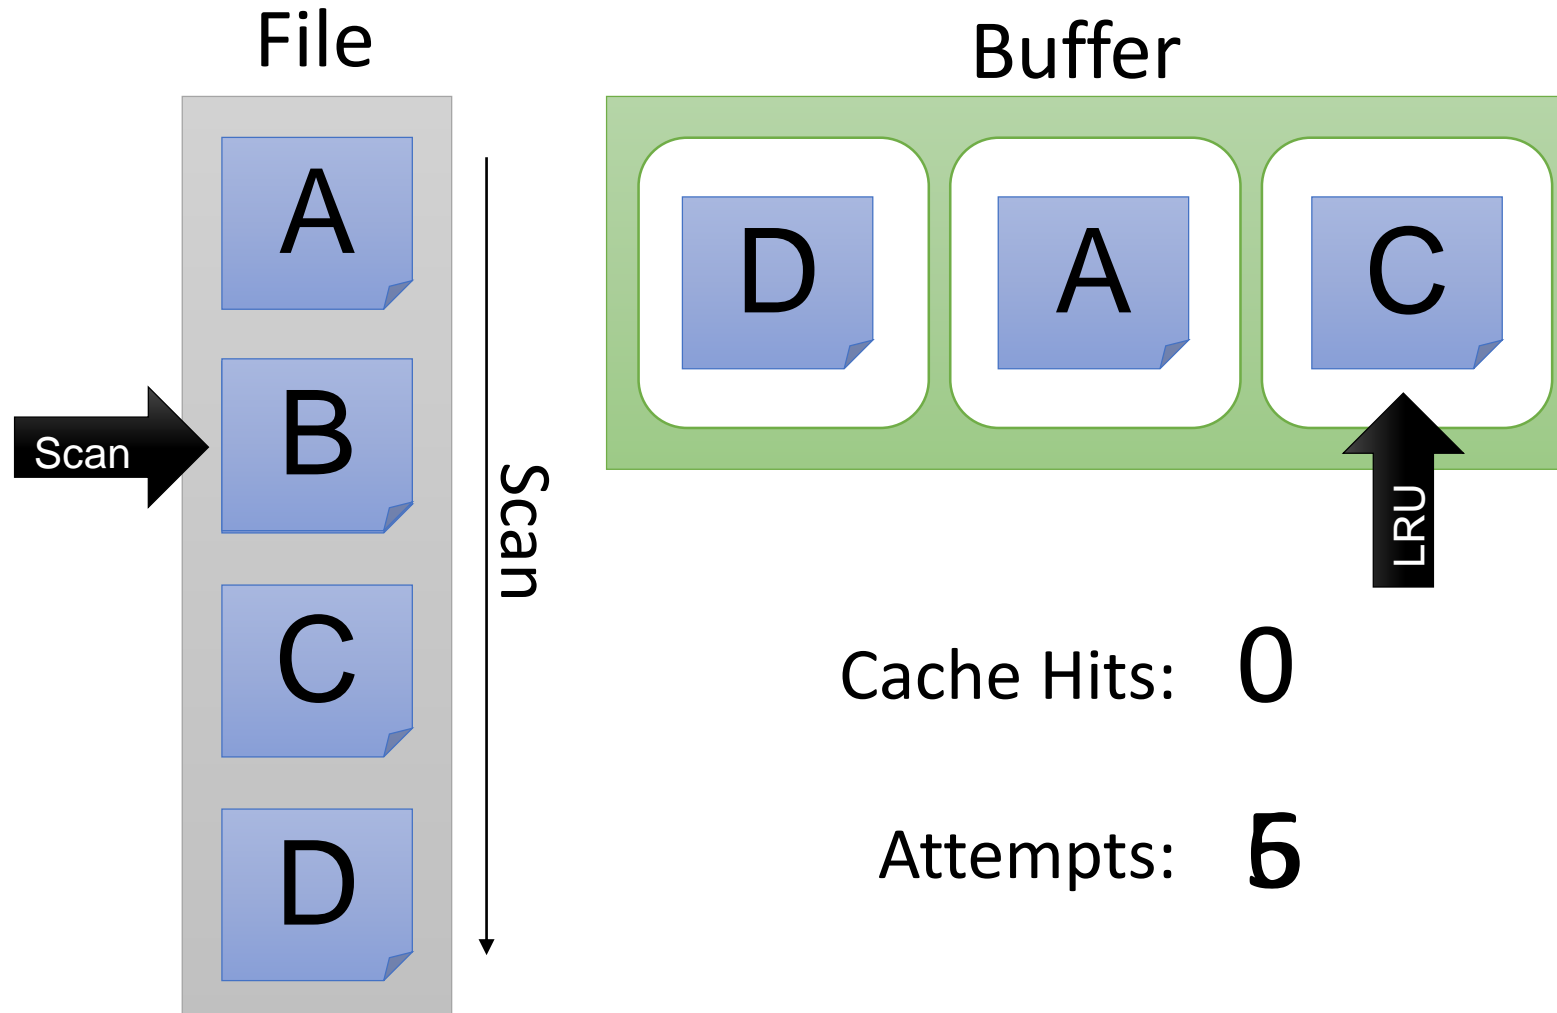 File
A
B
C
D
Scan
Scan
Buffer
D
A
C
LRU
Cache Hits: 0
Attempts: